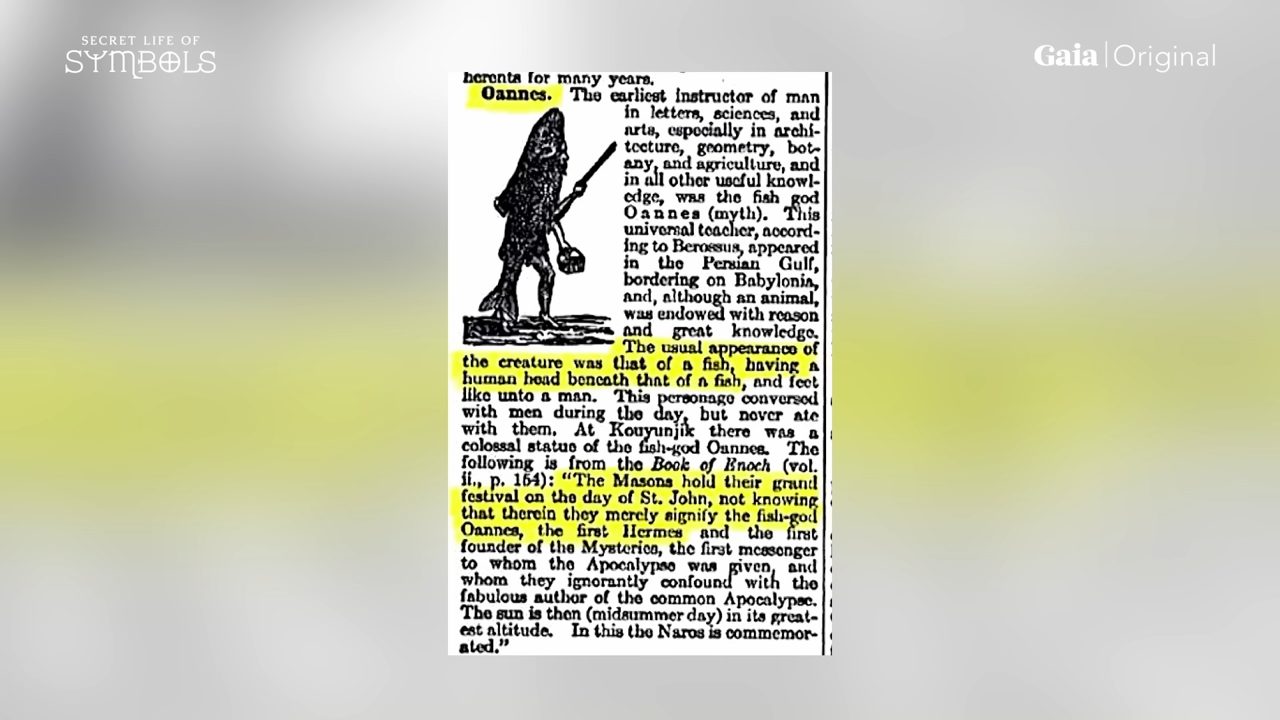 SECRET LIFE OF
SYMBOLS
Gaia | Original
herents for many years.
Oannes. The earliest instructor of man
in letters, sciences, and
arts, especially in archi-
tecture, geometry, bot-
any, and agriculture, and
in all other useful knowl-
edge, was the fish god
Oannes (myth). This
universal teacher, accord-
ing to Berossus, appeared
in the Persian Gulf,
bordering on Babylonia,
and, although an animal,
was endowed with reason
and great knowledge.
The usual appearance of
the creature was that of a fish, having a
human head beneath that of a fish, and feet
like unto a man. This personage conversed
with men during the day, but never ate
with them. At Kouyunjik there was a
colossal statue of the fish-god Oannes. The
following is from the Book of Enoch (vol.
ii., p. 154): "The Masons hold their grand
festival on the day of St. John, not knowing
that therein they merely signify the fish-god
Oannes, the first Hermes and the first
founder of the Mysteries, the first messenger
to whom the Apocalypse was given, and
whom they ignorantly confound with the
fabulous author of the common Apocalypse.
The sun is then (midsummer day) in its great-
est altitude. In this the Naros is commemor-
ated."